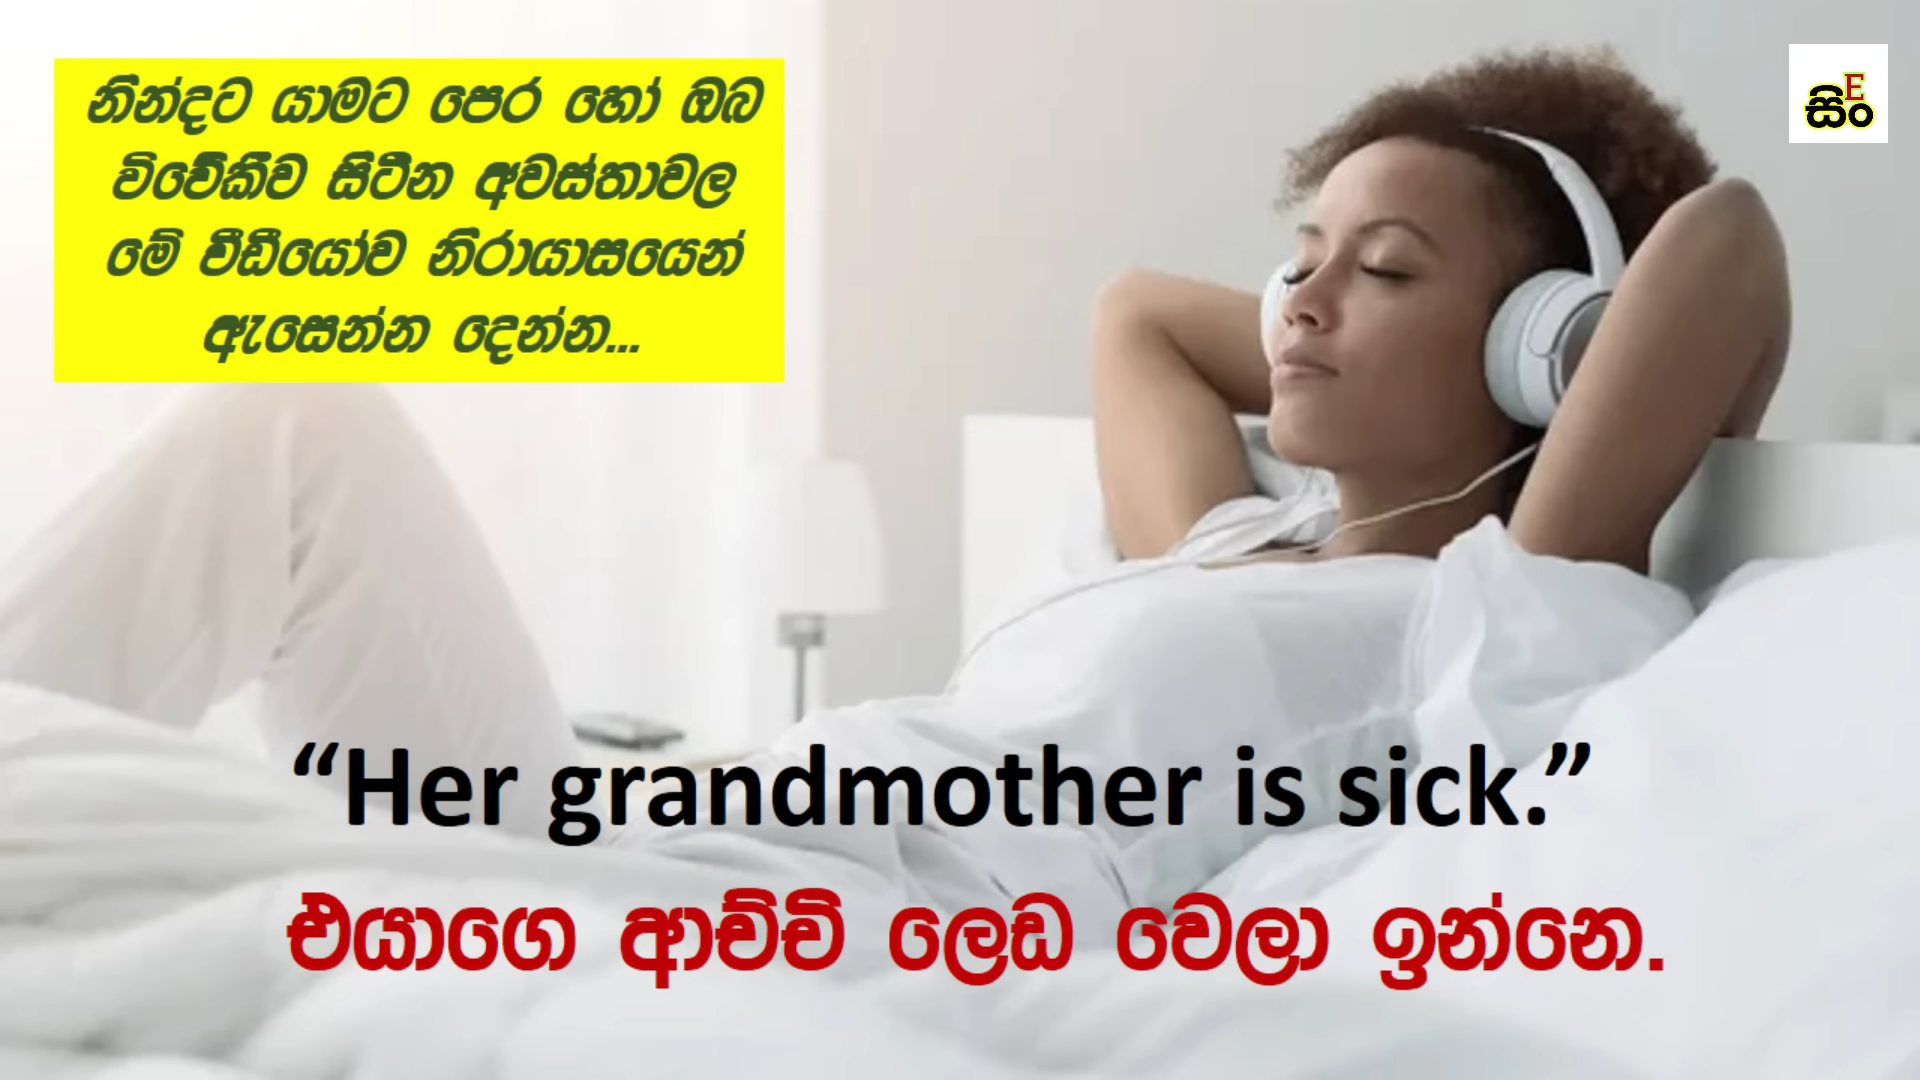 නින්දට යාමට පෙර හෝ ඔබ
විවේකීව සිටින අවස්තාවල
මේ වීඩියෝව නිරායාසයෙන්
ඇසෙන්න දෙන්න...
E
සිං
“Her grandmother is sick.”
එයාගෙ ආච්චි ලෙඩ වෙලා ඉන්නෙ.